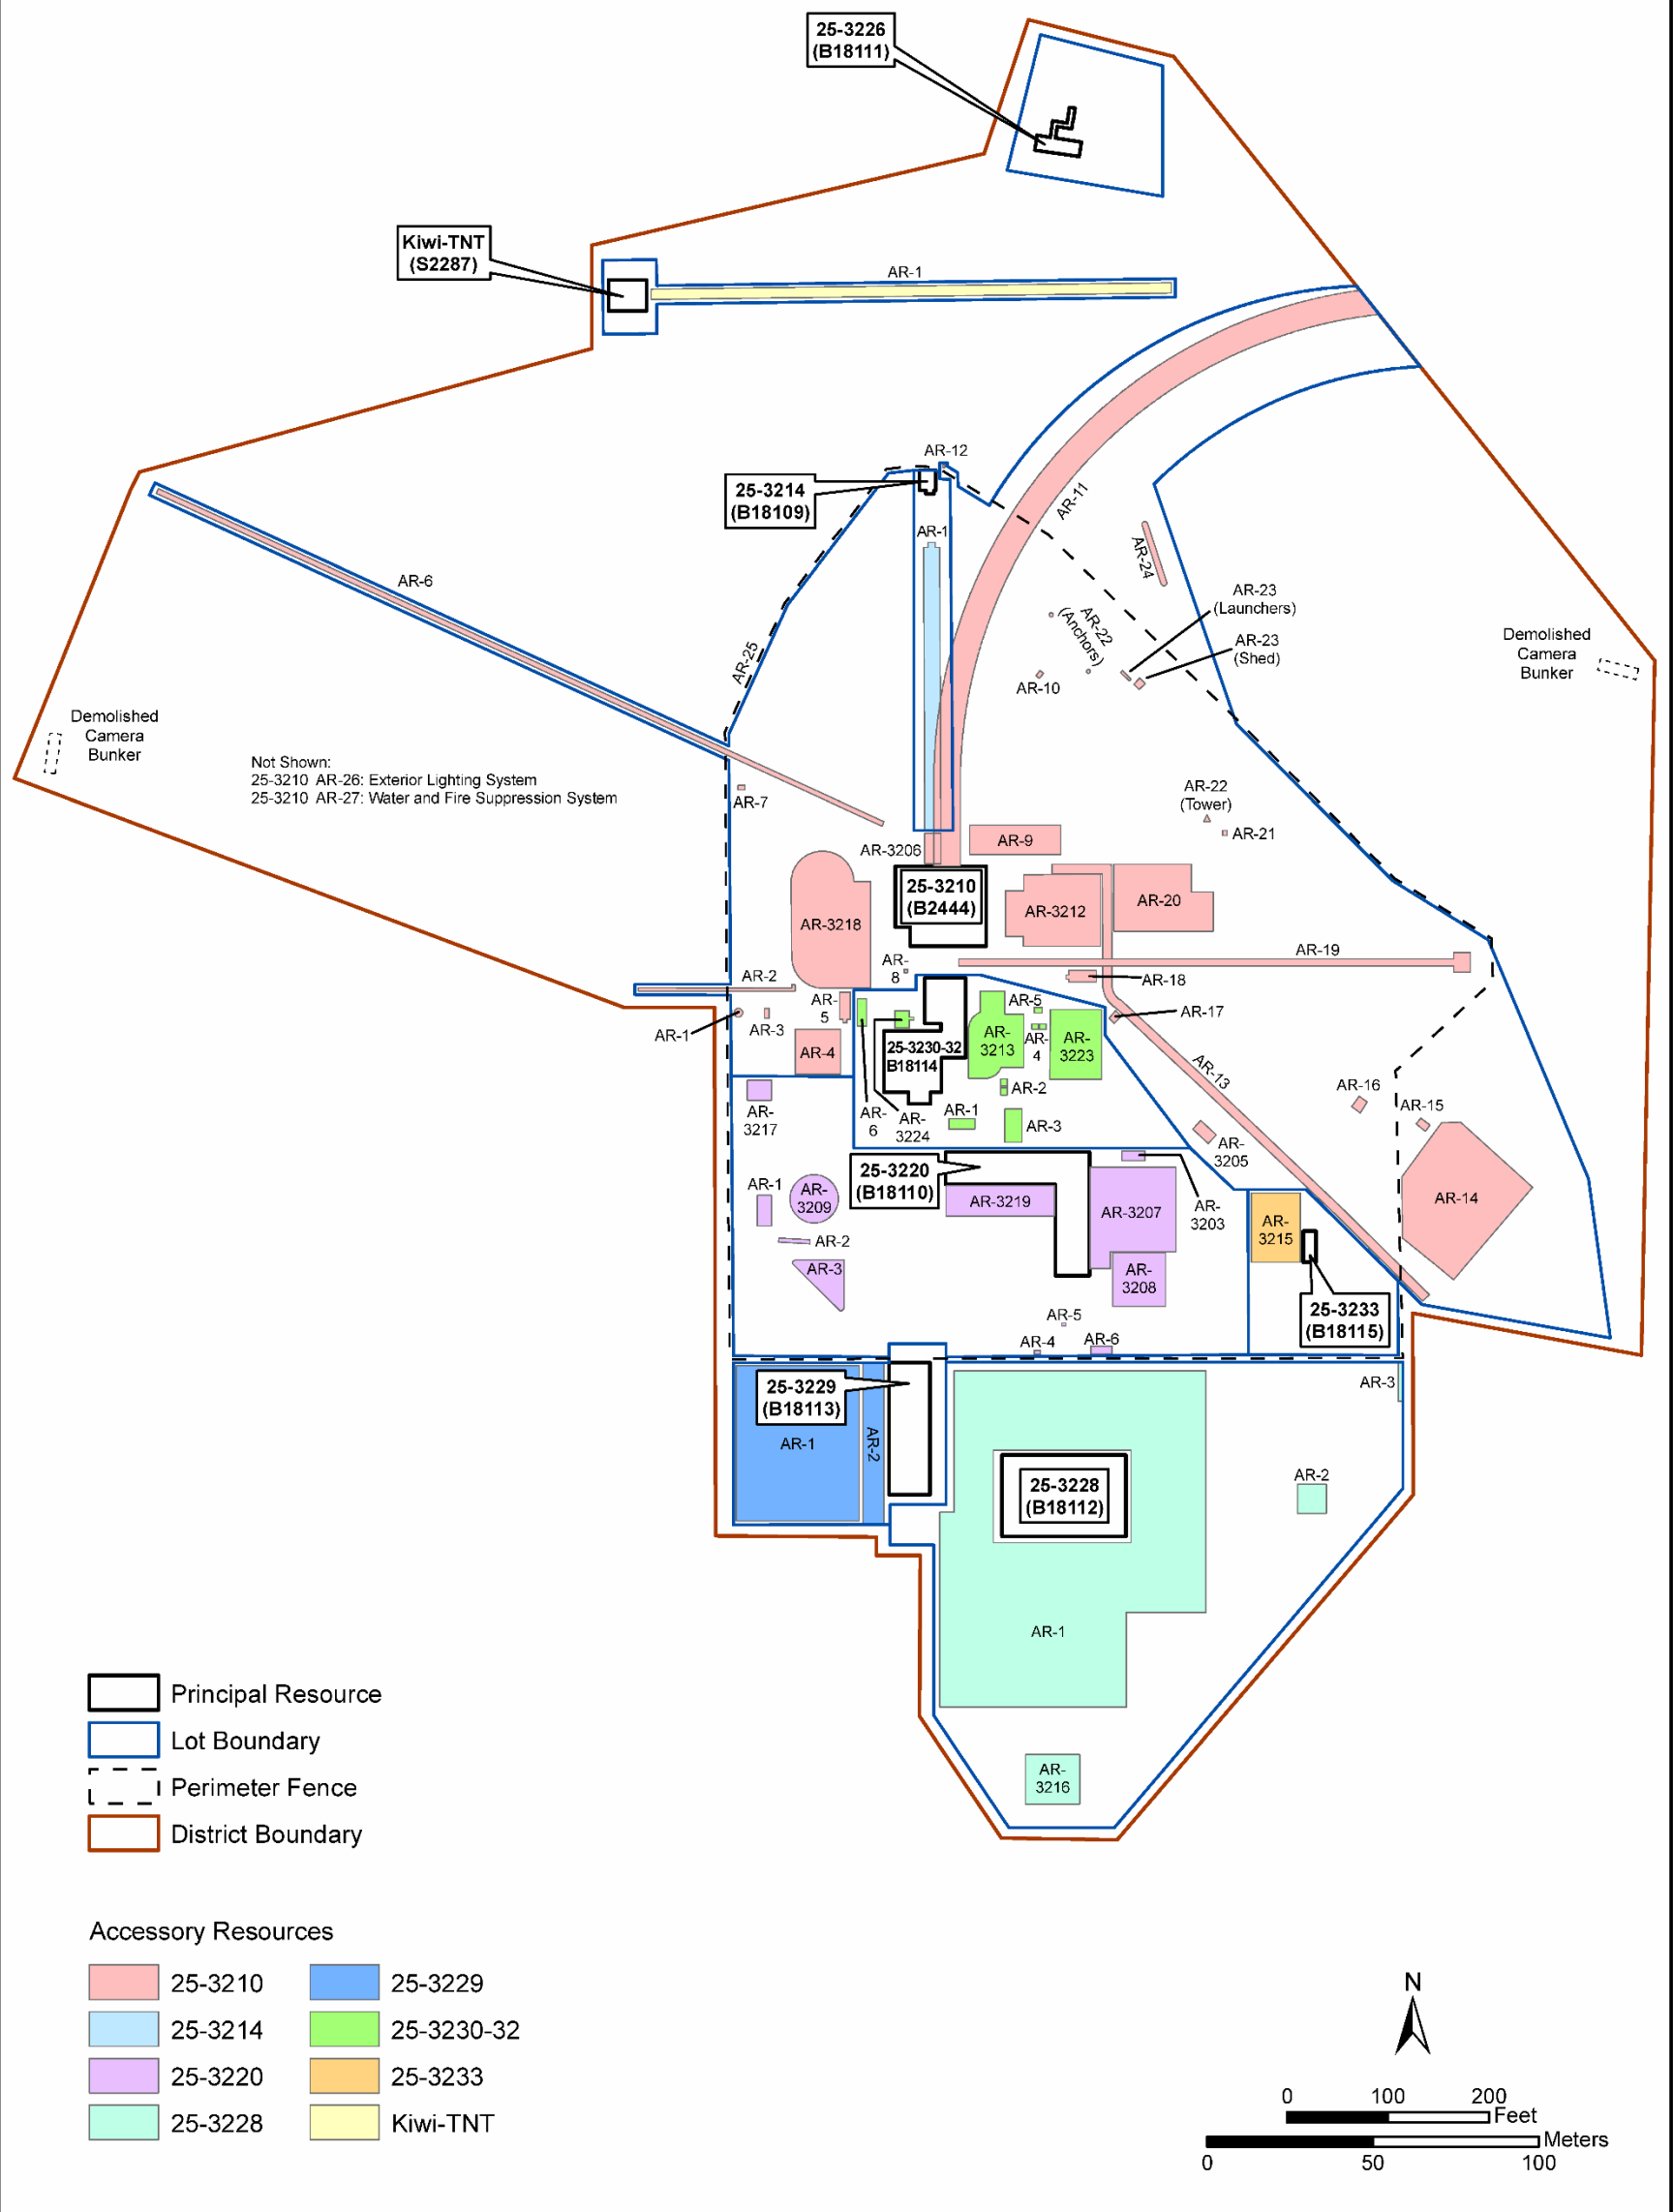 25-3226
(B18111)
Kiwi-TNT
(S2287)
AR-1
AR-12
25-3214
(B18109)
AR-1
AR-11
AR-24
AR-6
AR-23
(Launchers)
AR-22
(Anchors)
AR-23
(Shed)
Demolished
Camera
Bunker
AR-25
AR-10
Demolished
Camera
Bunker
Not Shown:
25-3210 AR-26: Exterior Lighting System
25-3210 AR-27: Water and Fire Suppression System
AR-7
AR-22
(Tower)
AR-21
AR-3206
AR-9
25-3210
(B2444)
AR-3218
AR-3212
AR-20
AR-19
AR-
8
AR-2
AR-18
AR-
5
AR-5
AR-17
AR-1
AR-3
AR-4
25-3230-32
B18114
AR-
3213
AR-
4
AR-
3223
AR-13
AR-2
AR-16
AR-15
AR-
3217
AR-
6
AR-
3224
AR-1
AR-3
AR-
3205
25-3220
(B18110)
AR-1
AR-
3209
AR-3219
AR-3207
AR-
3203
AR-14
AR-
3215
AR-2
AR-3
AR-
3208
25-3233
(B18115)
AR-5
AR-4
AR-6
25-3229
(B18113)
AR-3
AR-1
AR-2
25-3228
(B18112)
AR-2
AR-1
AR-
3216
Principal Resource
Lot Boundary
Perimeter Fence
District Boundary
Accessory Resources
25-3210
25-3229
25-3214
25-3230-32
25-3220
25-3233
25-3228
Kiwi-TNT
N
0 100 200
Feet
Meters
0 50 100